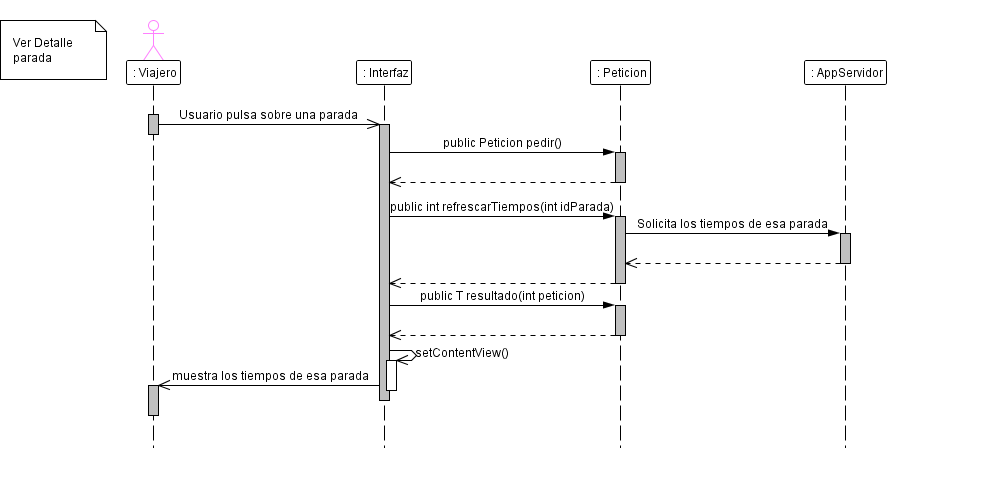 Ver Detalle
parada
: Viajero
: Interfaz
: Peticion
: AppServidor
Usuario pulsa sobre una parada
public Peticion pedir()
public int refrescarTiempos(int idParada)
Solicita los tiempos de esa parada
public T resultado(int peticion)
setContentView()
muestra los tiempos de esa parada